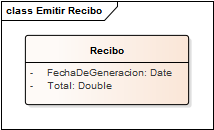 class Emitir Recibo
Recibo
- FechaDeGeneracion: Date
- Total: Double